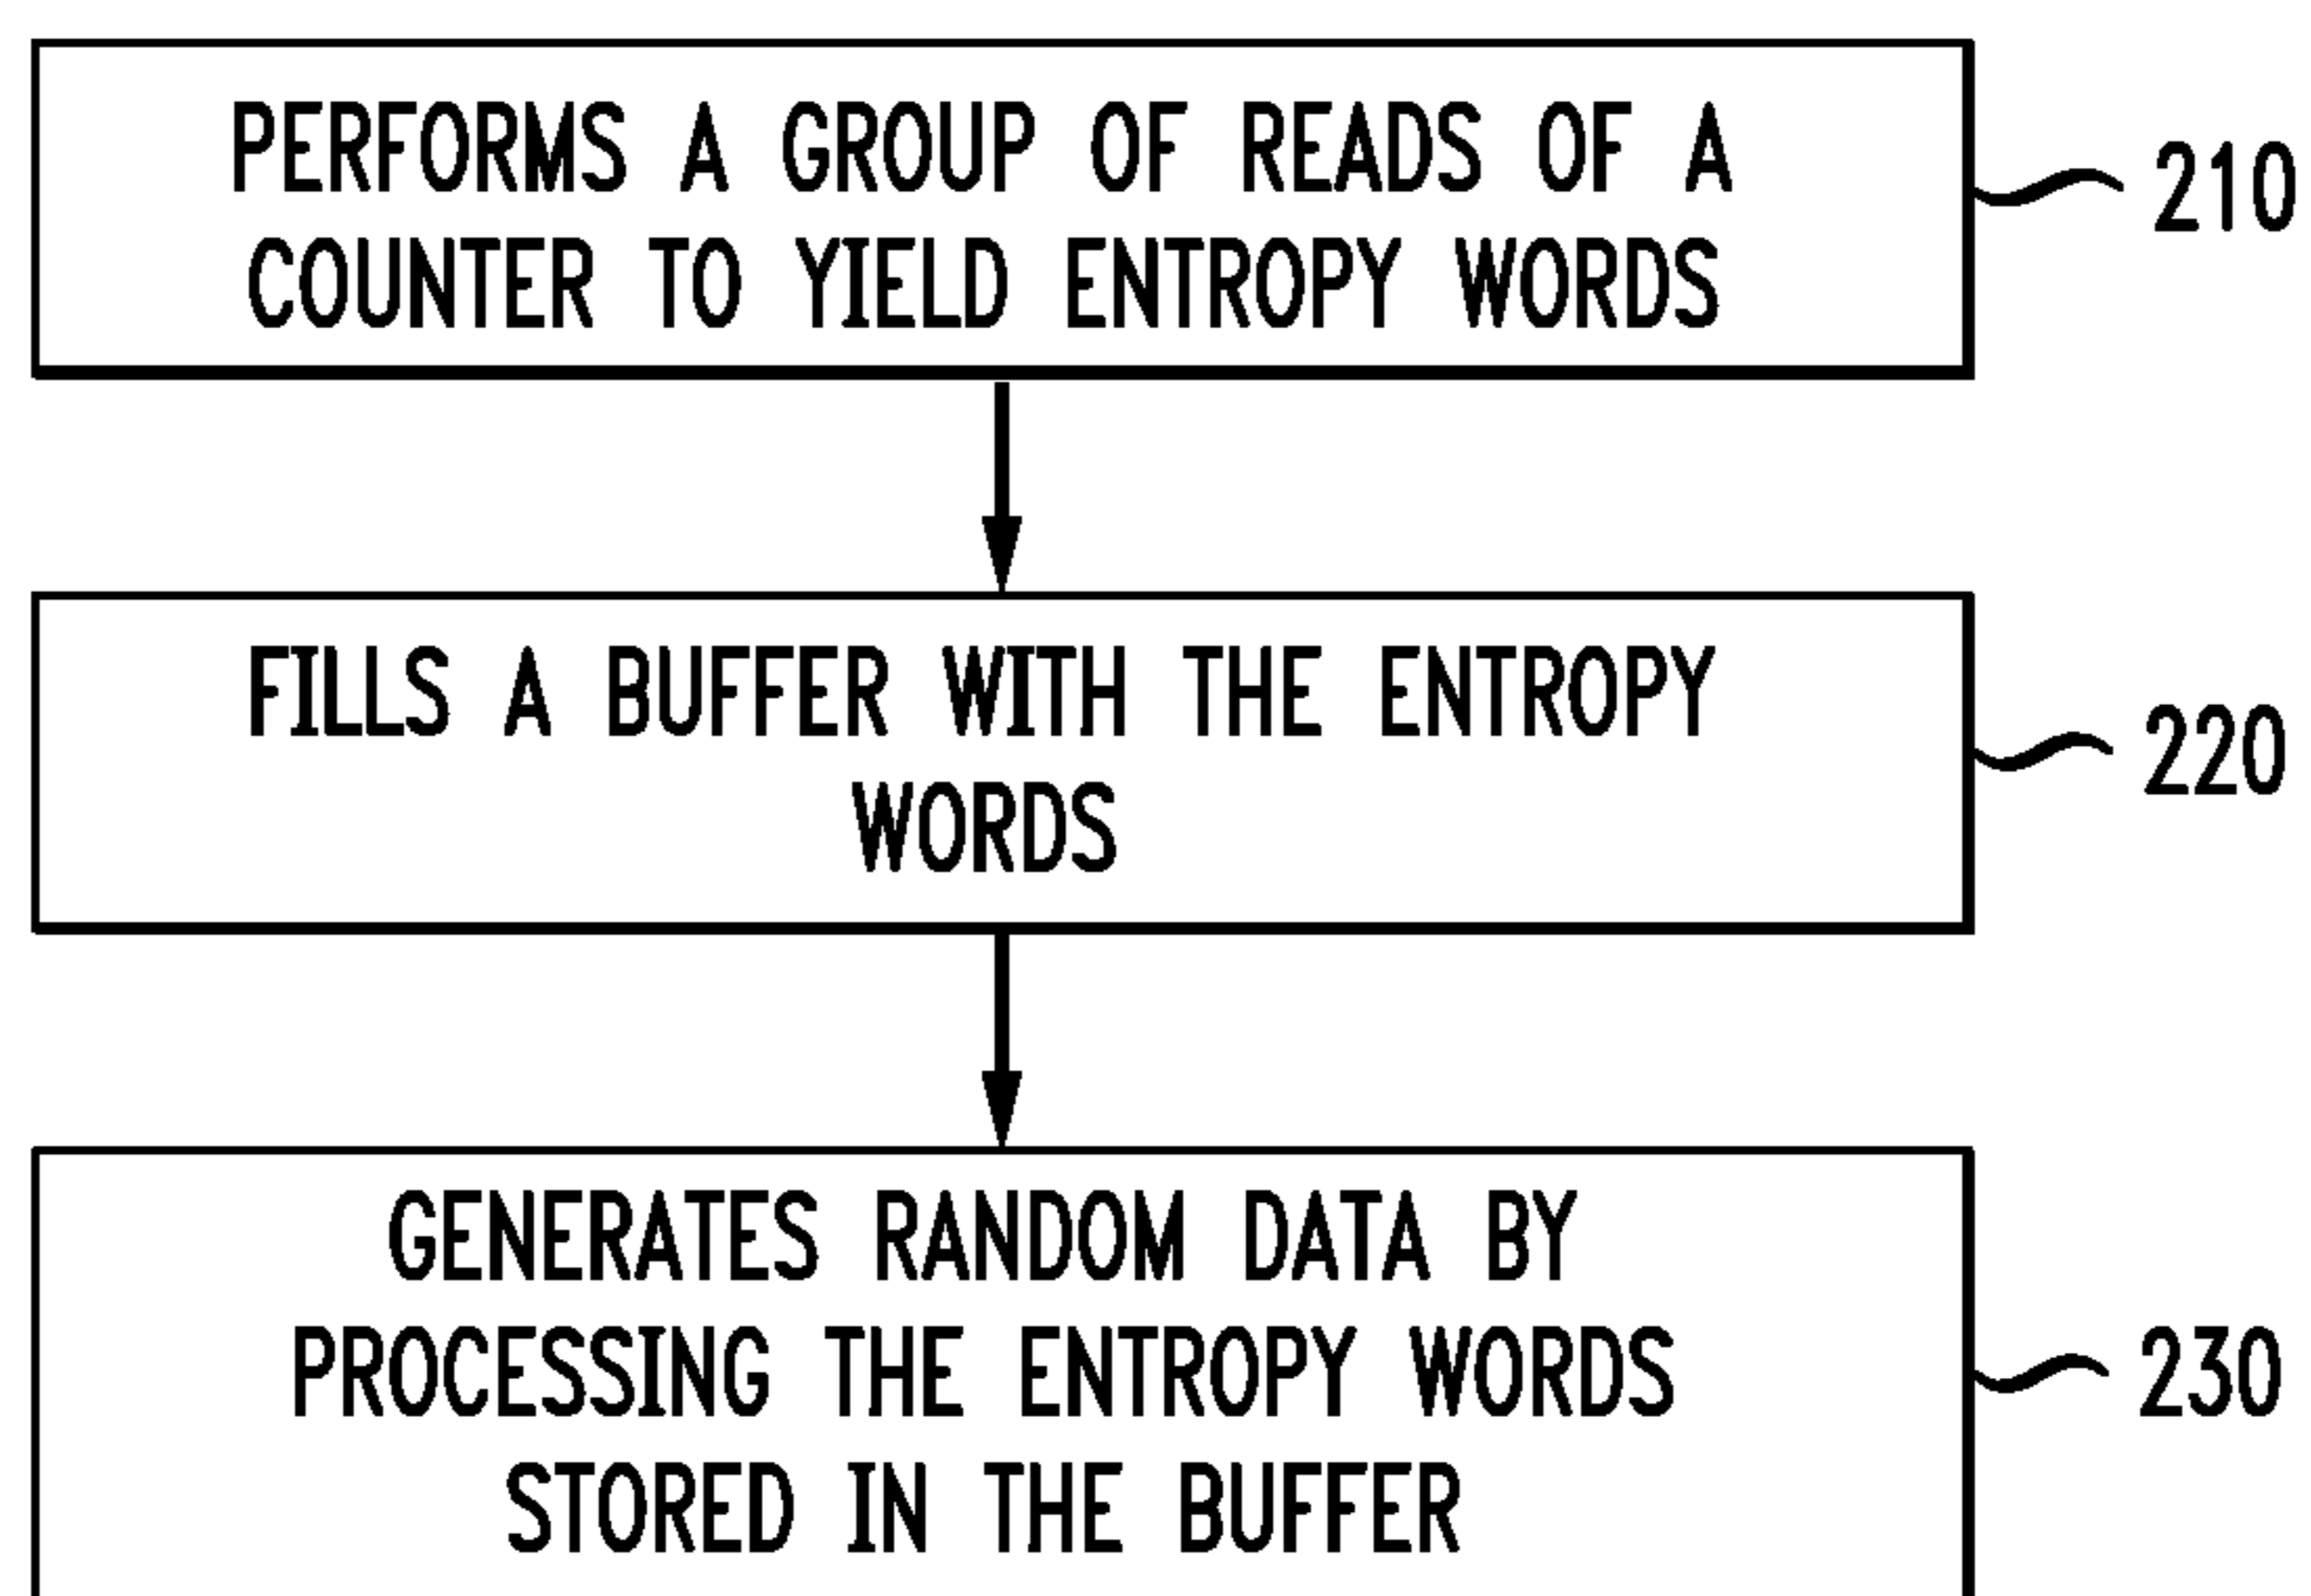 PERFORMS A GROUP OF READS OF A
COUNTER TO YIELD ENTROPY WORDS
210
FILLS A BUFFER WITH THE ENTROPY
WORDS
220
GENERATES RANDOM DATA BY
PROCESSING THE ENTROPY WORDS
STORED IN THE BUFFER
230